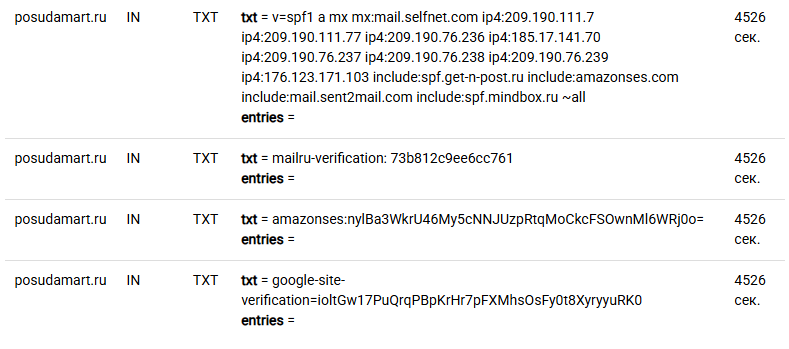 posudamart.ru IN TXT txt = v=spf1 a mx mx:mail.selfnet.com ip4:209.190.111.7 4526
ip4:209.190.111.77 ip4:209.190.76.236 ip4:185.17.141.70 сек.
ip4:209.190.76.237 ip4:209.190.76.238 ip4:209.190.76.239
ip4:176.123.171.103 include:spf.get-n-post.ru include:amazonses.com
include:mail.sent2mail.com include:spf.mindbox.ru ~all
entries =
posudamart.ru IN TXT txt = mailru-verification: 73b812c9ee6cc761 4526
entries = сек.
posudamart.ru IN TXT txt = amazonses:nylBa3WkrU46My5cNNJUzpRtqMoCkcFSOwnMl6WRj0o= 4526
entries = сек.
posudamart.ru IN TXT txt = google-site- 4526
verification=ioltGw17PuQrqPBpKrHr7pFXMhsOsFy0t8XyryyuRK0 сек.
entries =